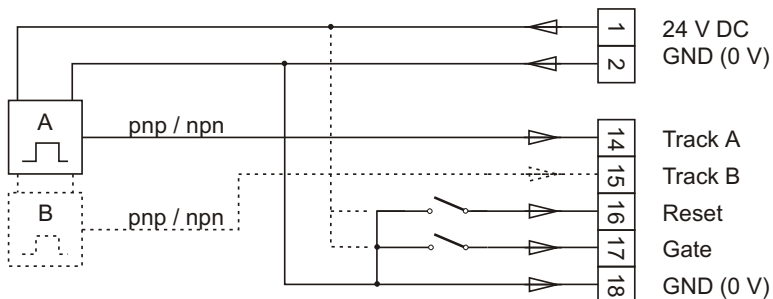 1 24 V DC
2 GND (0 V)
A pnp / npn 14 Track A
15 Track B
B pnp / npn
16 Reset
17 Gate
18 GND (0 V)